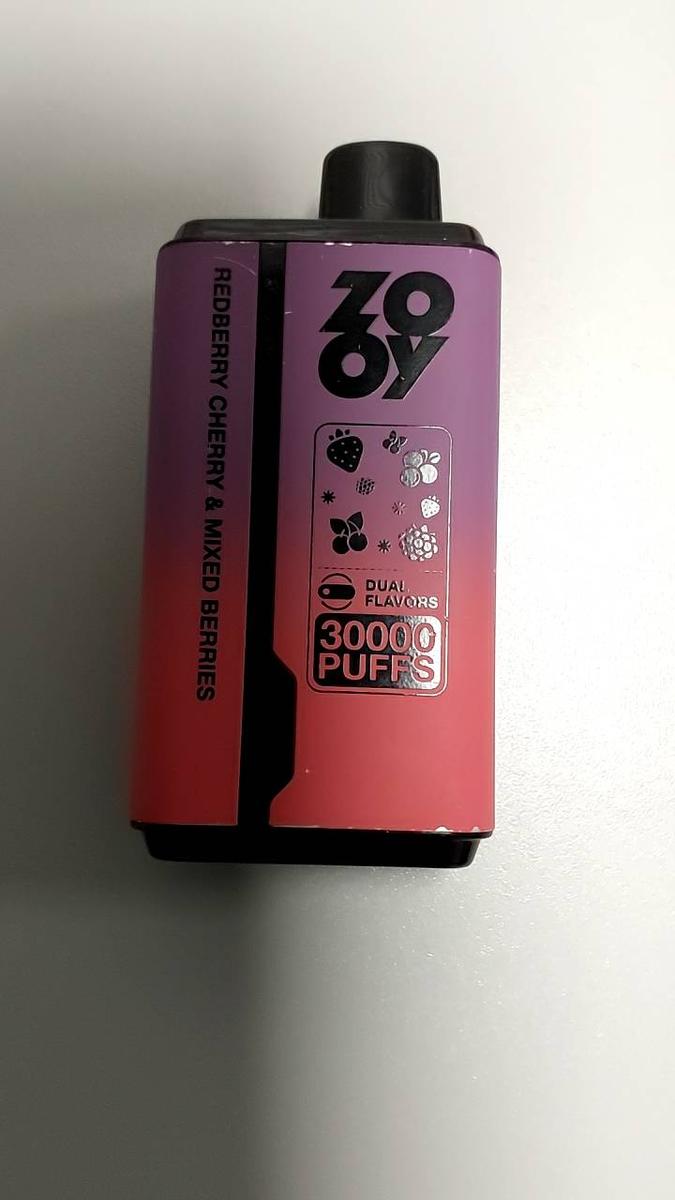 ZO
OY
REDBERRY CHERRY & MIXED BERRIES
DUAL
FLAVORS
30000
PUFFS